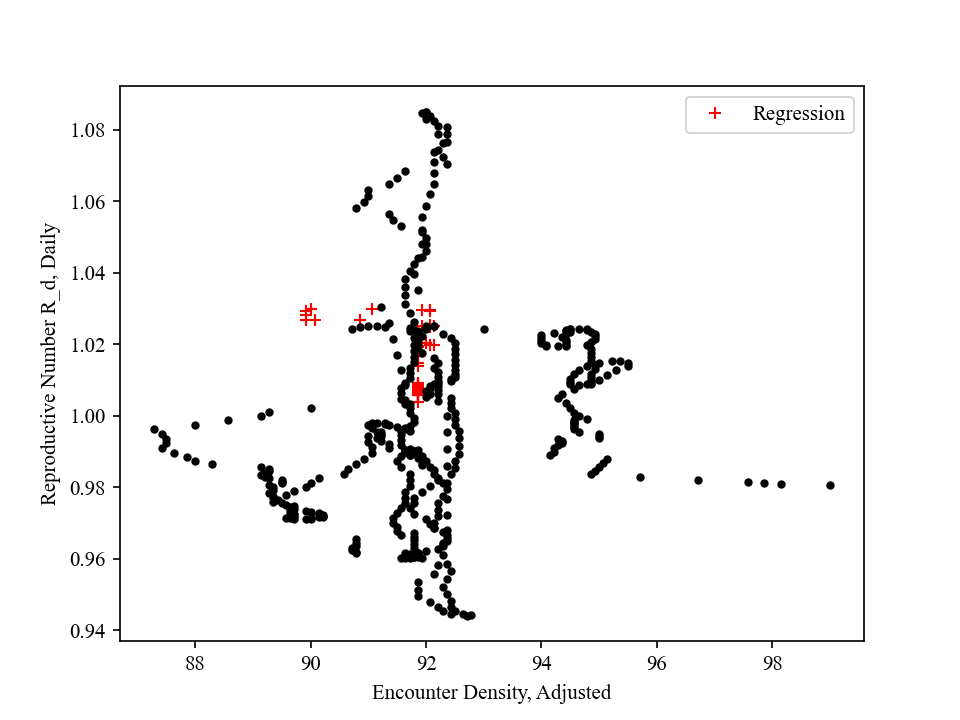 Regression
1.08
1.06
1.04
1.02
1.00
0.98
0.96
0.94
Reproductive Number R_d, Daily
88 90 92 94 96 98
Encounter Density, Adjusted